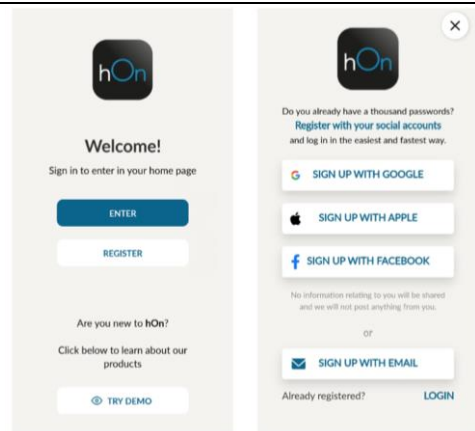 hOn
Welcome!
Sign in to enter in your home page
ENTER
REGISTER
Are you new to hOn?
Click below to learn about our
products
TRY DEMO
hOn
Do you already have a thousand passwords?
Register with your social accounts
and log in in the easiest and fastest way.
SIGN UP WITH GOOGLE
SIGN UP WITH APPLE
SIGN UP WITH FACEBOOK
No information relating to you will be shared
and we will not post anything from you.
or
SIGN UP WITH EMAIL
Already registered? LOGIN